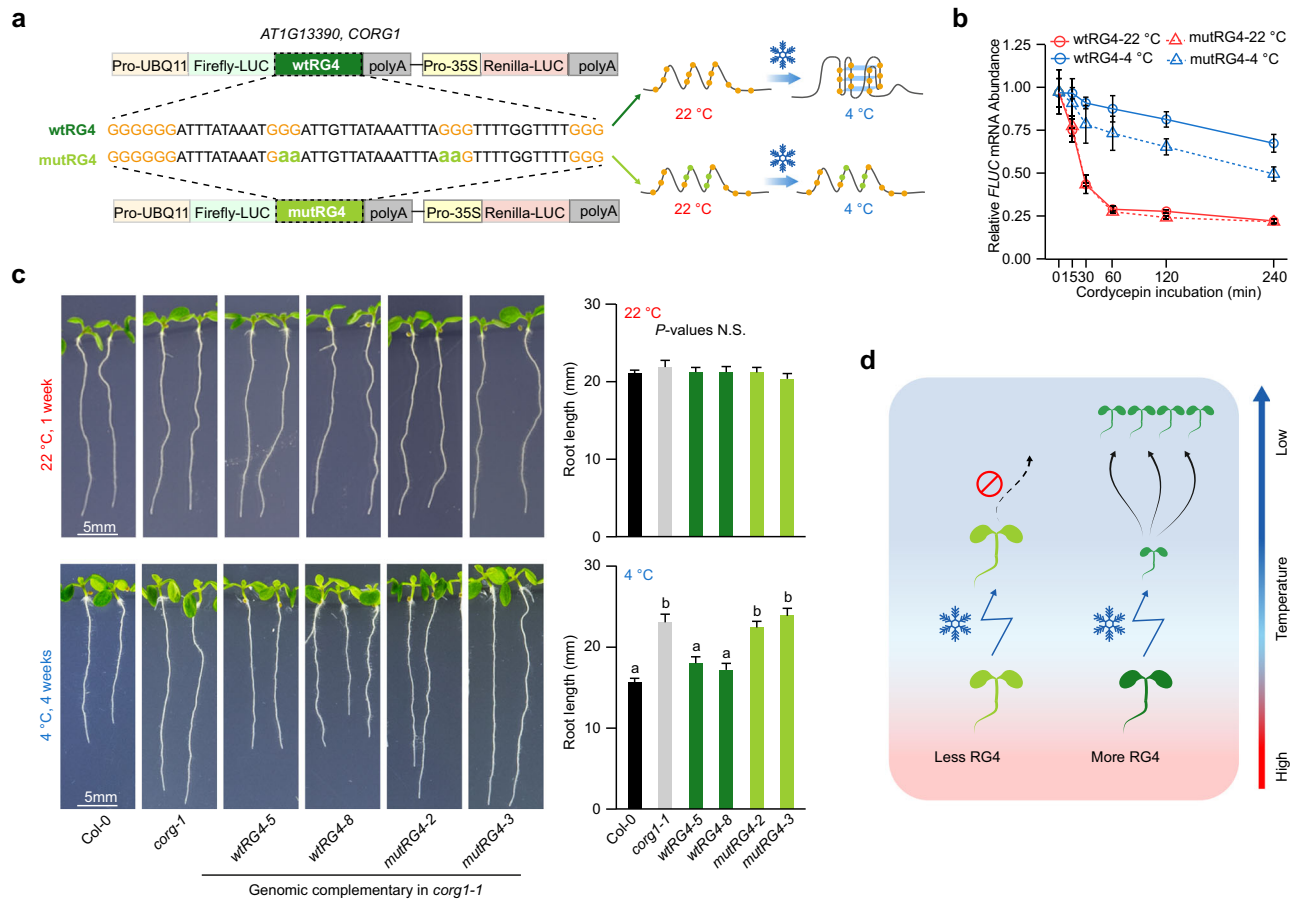 a
AT1G13390, CORG1
Pro-UBQ11 Firefly-LUC wtRG4 polyA Pro-35S Renilla-LUC polyA
wtRG4 GGGGGGATTTATAAATGGGATTGTTATAAATTTAGGGTTTTGGTTTTGGG
mutRG4 GGGGGGATTTATAAATGaaATTGTTATAAATTTAaaGTTTTGGTTTTGGG
Pro-UBQ11 Firefly-LUC mutRG4 polyA Pro-35S Renilla-LUC polyA
22 °C 4 °C
22 °C 4 °C
b
wtRG4-22 °C mutRG4-22 °C
wtRG4-4 °C mutRG4-4 °C
Relative FLUC mRNA Abundance
1.25
1.00
0.75
0.50
0.25
0.00
0 15 30 60 120 240
Cordycepin incubation (min)
c
22 °C, 1 week
5mm
4 °C, 4 weeks
5mm
Col-0 corg-1 wtRG4-5 wtRG4-8 mutRG4-2 mutRG4-3
Genomic complementary in corg1-1
22 °C
P-values N.S.
Root length (mm)
30
20
10
0
4 °C
a b a a b b
Root length (mm)
30
20
10
0
Col-0 corg1-1 wtRG4-5 wtRG4-8 mutRG4-2 mutRG4-3
d
Less RG4 More RG4
Low
Temperature
High